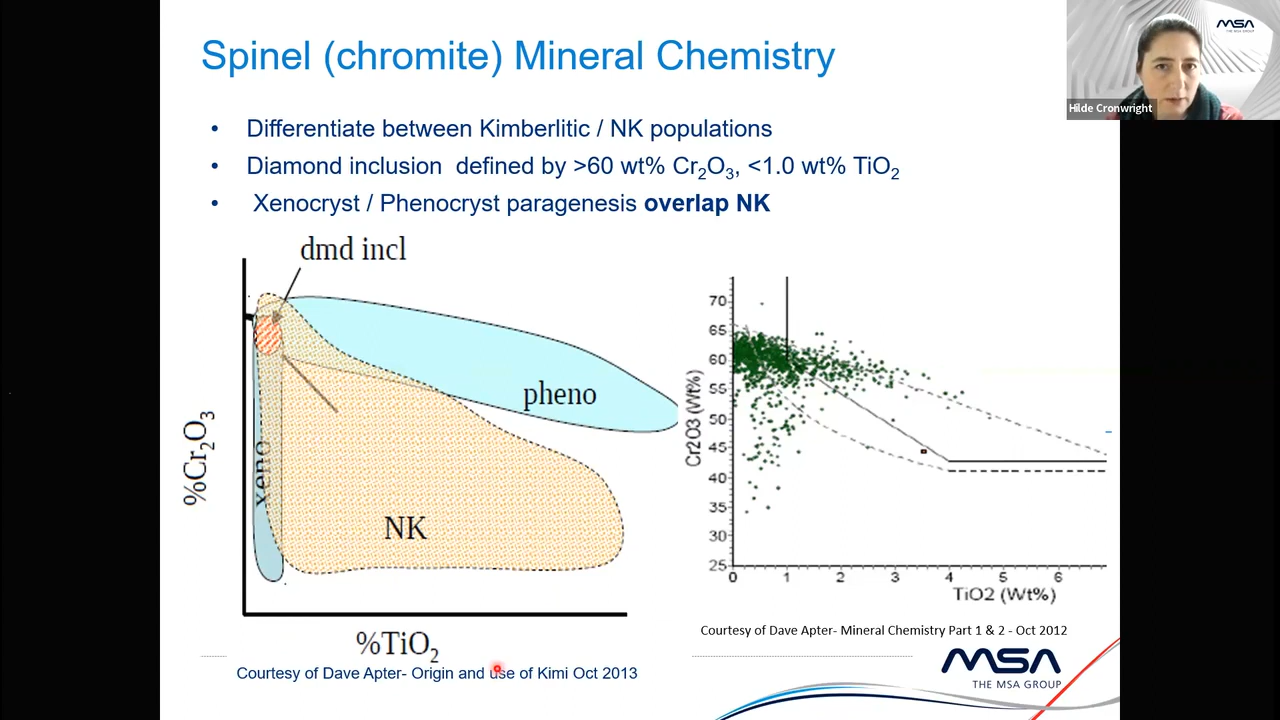 Spinel (chromite) Mineral Chemistry
MSA
THE MSA GROUP
Hilde Cronwright
• Differentiate between Kimberlitic / NK populations
• Diamond inclusion defined by >60 wt% Cr₂O₃, <1.0 wt% TiO₂
• Xenocryst / Phenocryst paragenesis overlap NK
dmd incl
pheno
xeno
NK
%Cr₂O₃
%TiO₂
Courtesy of Dave Apter- Origin and use of Kimi Oct 2013
Cr2O3 (Wt%)
70
65
60
55
50
45
40
35
30
25
0 1 2 3 4 5 6
TiO2 (Wt%)
Courtesy of Dave Apter- Mineral Chemistry Part 1 & 2 - Oct 2012
MSA
THE MSA GROUP